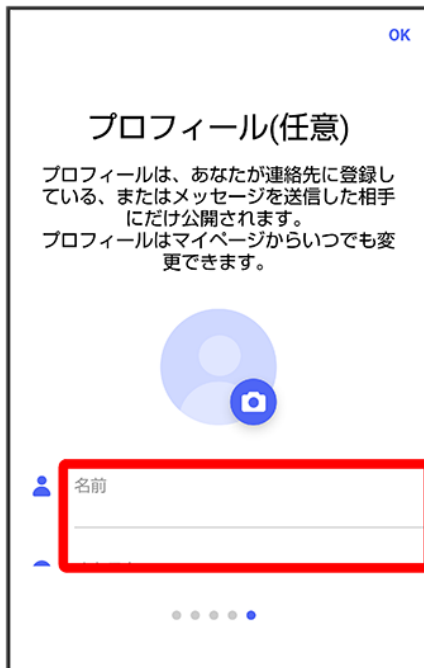 OK
プロフィール(任意)
プロフィールは、あなたが連絡先に登録し
ている、またはメッセージを送信した相手
にだけ公開されます。
プロフィールはマイページからいつでも変
更できます。
名前